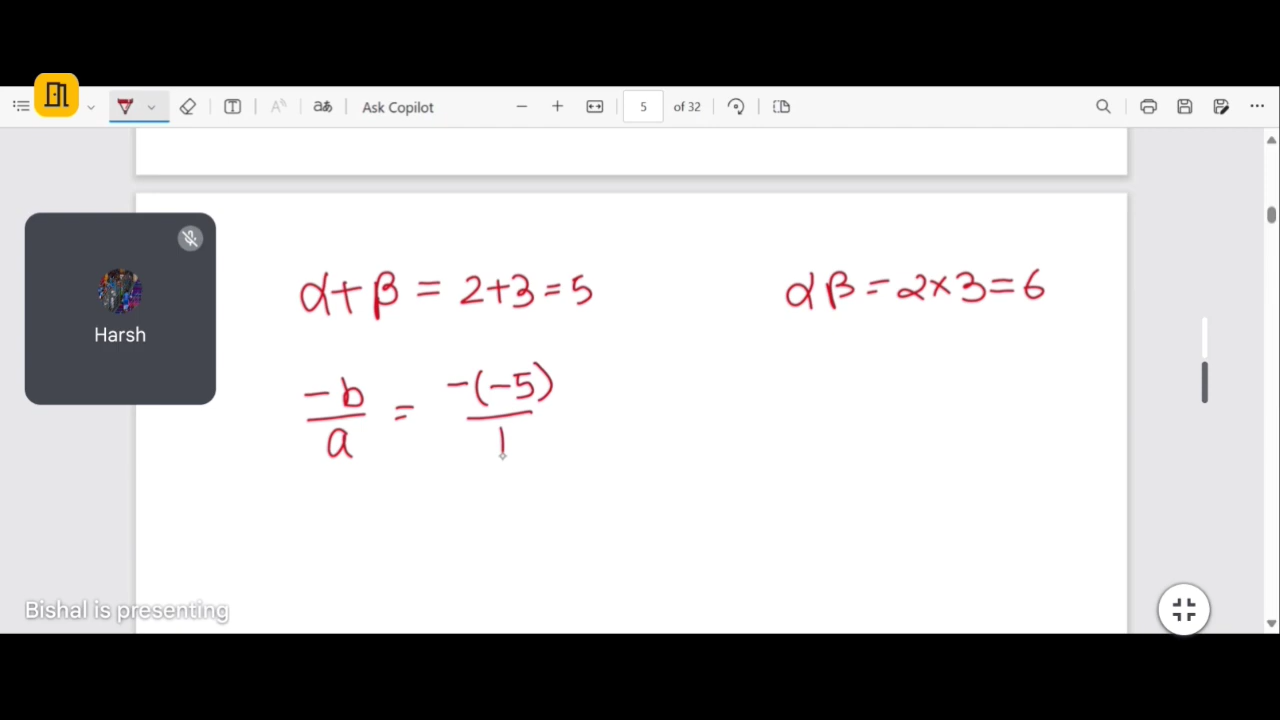 Ask Copilot
5 of 32
Harsh
α+β = 2+3=5
αβ=2×3=6
-b/a = -(-5)/1
Bishal is presenting